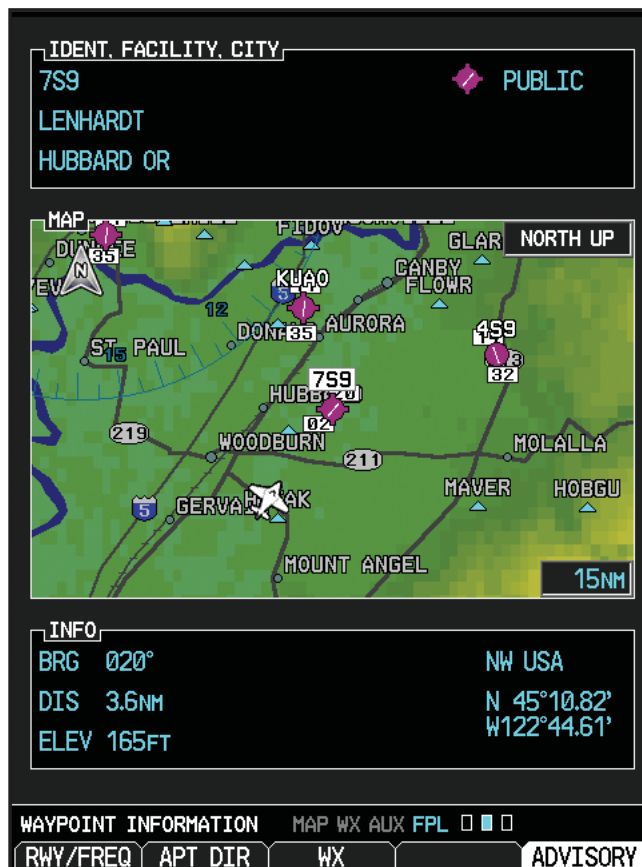 IDENT, FACILITY, CITY
7S9
PUBLIC
LENHARDT
HUBBARD OR
MAP
NORTH UP
FIDOV
GLAR
35
N
CANBY
KUAO
FLOWR
5
12
35
AURORA
4S9
ST PAUL
15
32
7S9
02
219
WOODBURN
211
MOLALLA
MAVER
HOBGU
5
MOUNT ANGEL
15NM
INFO
BRG 020°
NW USA
DIS 3.6NM
N 45°10.82'
W122°44.61'
ELEV 165FT
WAYPOINT INFORMATION
MAP WX AUX FPL
RWY/FREQ
APT DIR
WX
ADVISORY